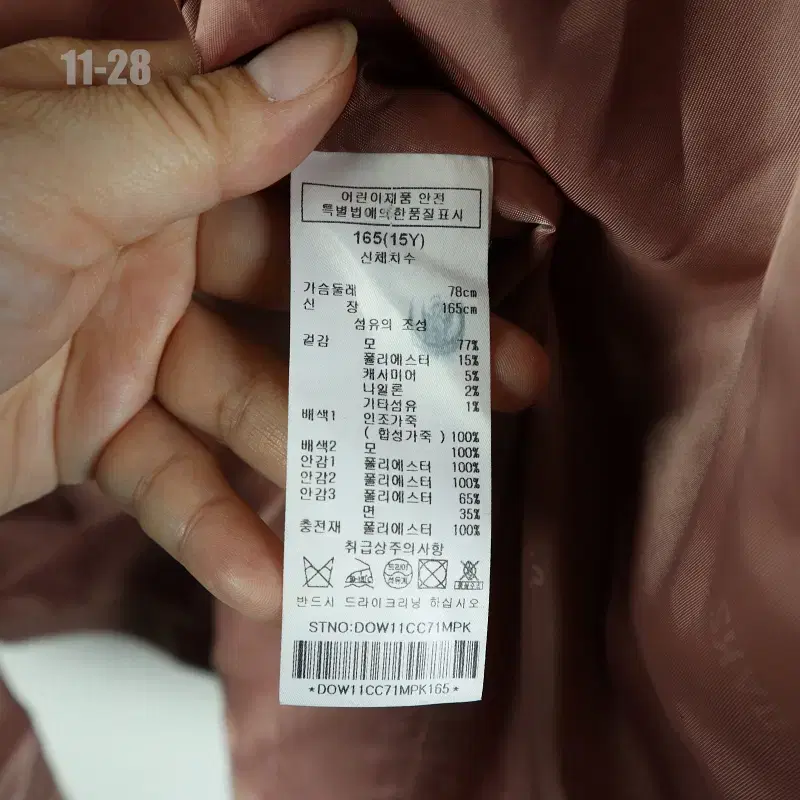 11-28
어린이제품 안전
특별법에의한품질표시
165(15Y)
신체치수
가슴둘레 78cm
신 장 165cm
섬유의 조성
겉감 모 77%
폴리에스터 15%
캐시미어 5%
나일론 2%
기타섬유 1%
배색1 인조가죽
( 합성가죽 ) 100%
배색2 모 100%
안감1 폴리에스터 100%
안감2 폴리에스터 100%
안감3 폴리에스터 65%
면 35%
충전재 폴리에스터 100%
취급상주의사항
드라이
반드시 드라이크리닝 하십시오
STNO:DOW11CC71MPK
*DOW11CC71MPK165*